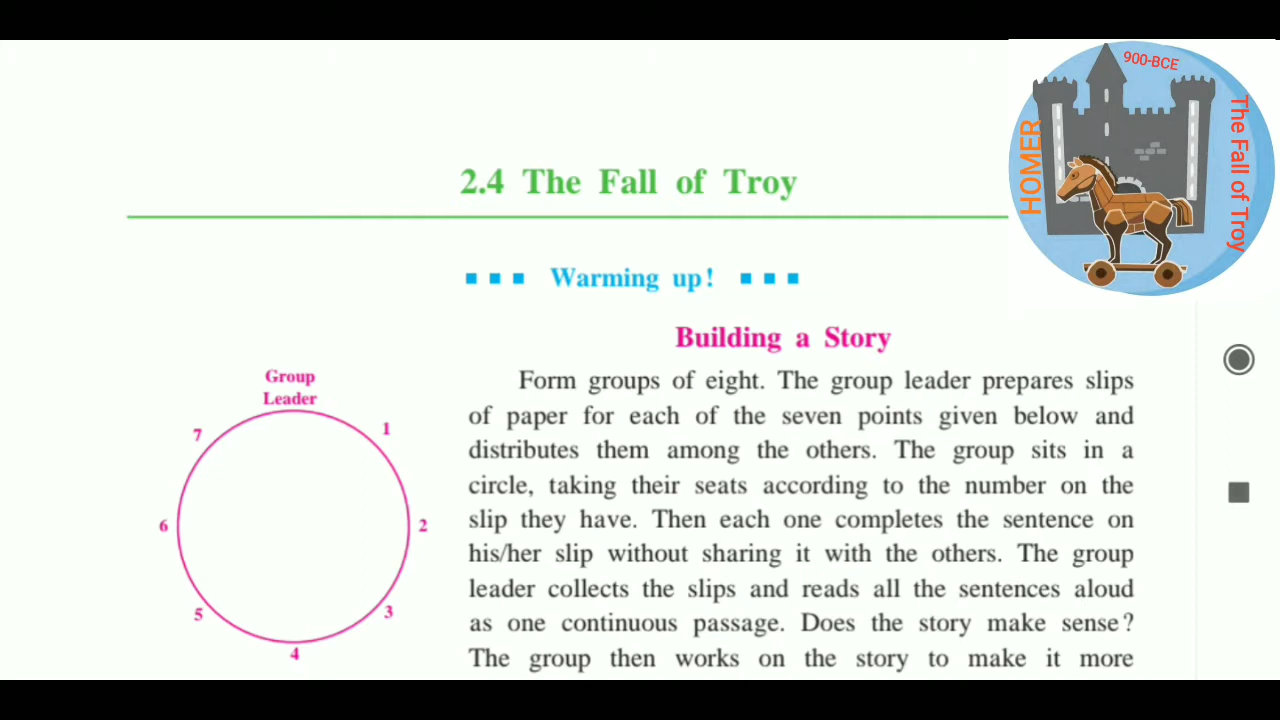 900-BCE
HOMER
The Fall of Troy
2.4 The Fall of Troy
Warming up!
Building a Story
Group
Leader
1
2
3
4
5
6
7
Form groups of eight. The group leader prepares slips
of paper for each of the seven points given below and
distributes them among the others. The group sits in a
circle, taking their seats according to the number on the
slip they have. Then each one completes the sentence on
his/her slip without sharing it with the others. The group
leader collects the slips and reads all the sentences aloud
as one continuous passage. Does the story make sense?
The group then works on the story to make it more